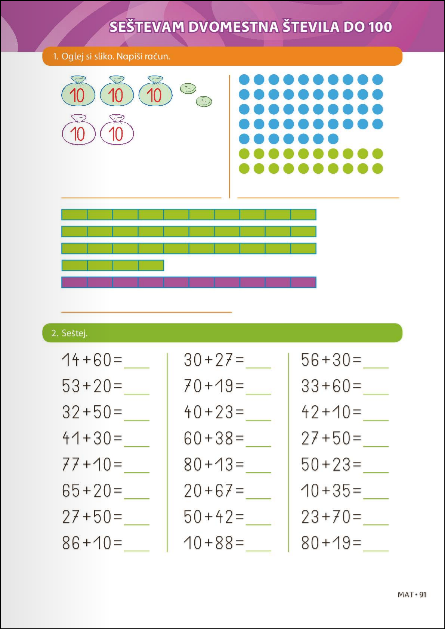 SEŠTEVAM DVOMESTNA ŠTEVILA DO 100
1. Oglej si sliko. Napiši račun.
10 10 10
10 10
2. Seštej.
14+60=___ 30+27=___ 56+30=___
53+20=___ 70+19=___ 33+60=___
32+50=___ 40+23=___ 42+10=___
41+30=___ 60+38=___ 27+50=___
77+10=___ 80+13=___ 50+23=___
65+20=___ 20+67=___ 10+35=___
27+50=___ 50+42=___ 23+70=___
86+10=___ 10+88=___ 80+19=___
MAT • 91